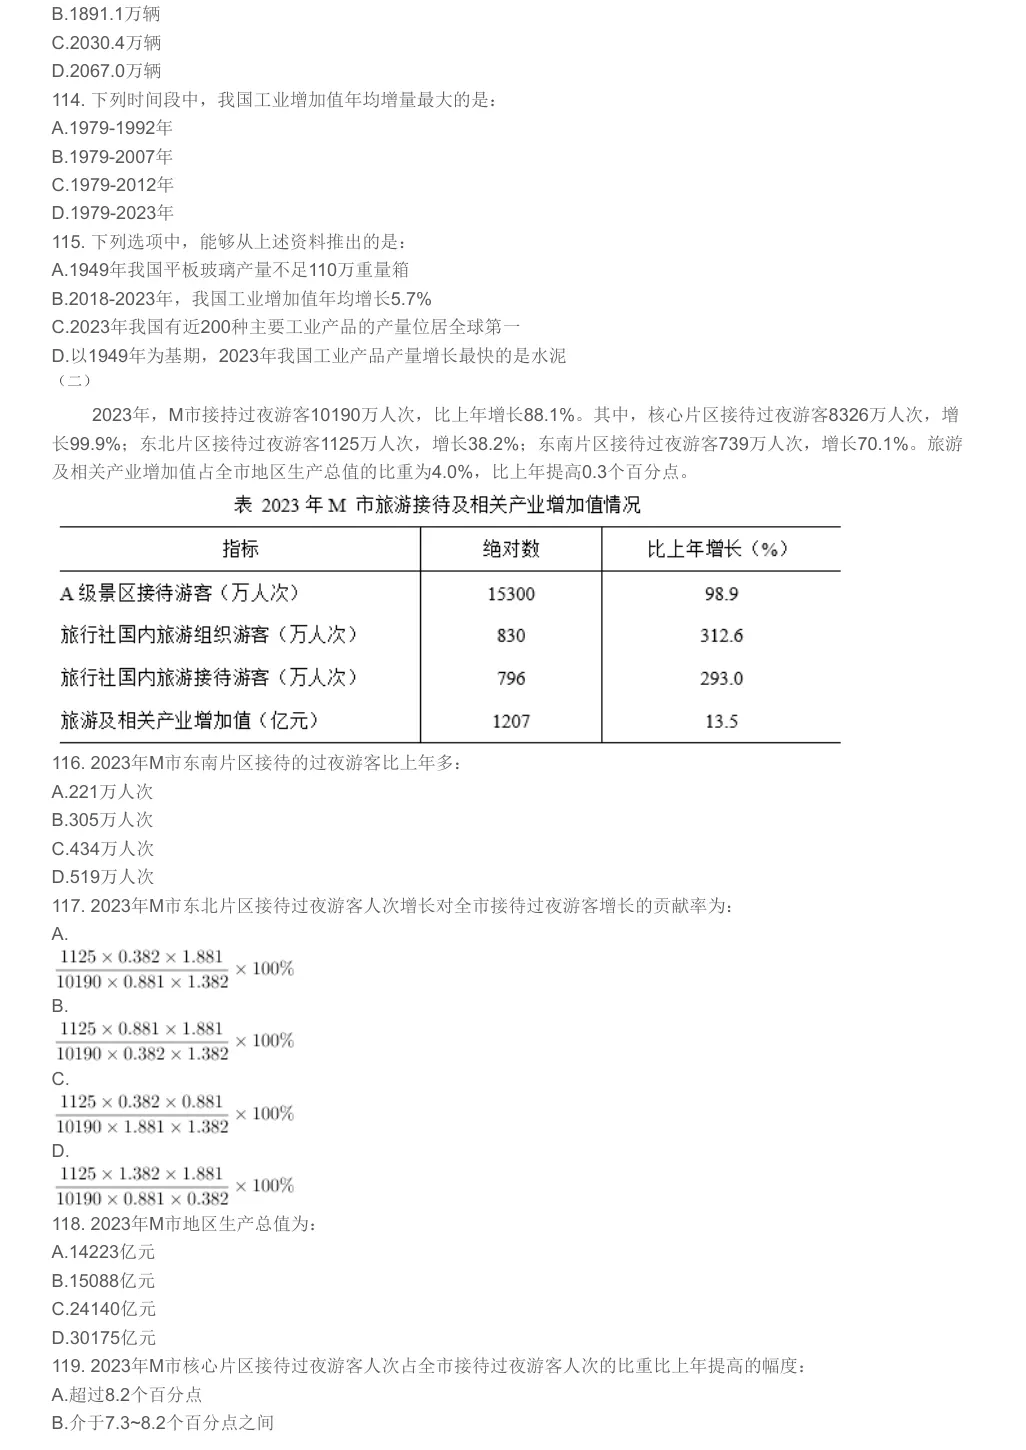 B.1891.1万辆
C.2030.4万辆
D.2067.0万辆
114. 下列时间段中，我国工业增加值年均增量最大的是：
A.1979-1992年
B.1979-2007年
C.1979-2012年
D.1979-2023年
115. 下列选项中，能够从上述资料推出的是：
A.1949年我国平板玻璃产量不足110万重量箱
B.2018-2023年，我国工业增加值年均增长5.7%
C.2023年我国有近200种主要工业产品的产量位居全球第一
D.以1949年为基期，2023年我国工业产品产量增长最快的是水泥
（二）
2023年，M市接持过夜游客10190万人次，比上年增长88.1%。其中，核心片区接待过夜游客8326万人次，增
长99.9%；东北片区接待过夜游客1125万人次，增长38.2%；东南片区接待过夜游客739万人次，增长70.1%。旅游
及相关产业增加值占全市地区生产总值的比重为4.0%，比上年提高0.3个百分点。
表 2023 年 M 市旅游接待及相关产业增加值情况
指标 绝对数 比上年增长（%）
A 级景区接待游客（万人次） 15300 98.9
旅行社国内旅游组织游客（万人次） 830 312.6
旅行社国内旅游接待游客（万人次） 796 293.0
旅游及相关产业增加值（亿元） 1207 13.5
116. 2023年M市东南片区接待的过夜游客比上年多：
A.221万人次
B.305万人次
C.434万人次
D.519万人次
117. 2023年M市东北片区接待过夜游客人次增长对全市接待过夜游客增长的贡献率为：
A.
1125 × 0.382 × 1.881
10190 × 0.881 × 1.382 × 100%
B.
1125 × 0.881 × 1.881
10190 × 0.382 × 1.382 × 100%
C.
1125 × 0.382 × 0.881
10190 × 1.881 × 1.382 × 100%
D.
1125 × 1.382 × 1.881
10190 × 0.881 × 0.382 × 100%
118. 2023年M市地区生产总值为：
A.14223亿元
B.15088亿元
C.24140亿元
D.30175亿元
119. 2023年M市核心片区接待过夜游客人次占全市接待过夜游客人次的比重比上年提高的幅度：
A.超过8.2个百分点
B.介于7.3~8.2个百分点之间